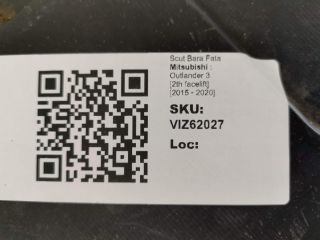 Scut Bara Fata
Mitsubishi :
Outlander 3
[2th facelift]
[2015 - 2020]
SKU:
VIZ62027
Loc: